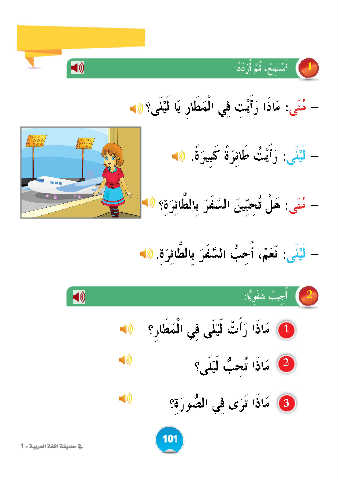 1 أَسْتَمِعُ، ثُمَّ أُرَدِّدُ:
– مُنَى: مَاذَا رَأَيْتِ فِي الْمَطَارِ يَا لَيْلَى؟
– لَيْلَى: رَأَيْتُ طَائِرَةً كَبِيرَةً.
– مُنَى: هَلْ تُحِبِّينَ السَّفَرَ بِالطَّائِرَةِ؟
– لَيْلَى: نَعَمْ، أُحِبُّ السَّفَرَ بِالطَّائِرَةِ.
2 أُجِيبُ شَفَوِيًّا:
1 مَاذَا رَأَتْ لَيْلَى فِي الْمَطَارِ؟
2 مَاذَا تُحِبُّ لَيْلَى؟
3 مَاذَا تَرَى فِي الصُّورَةِ؟
101
في حديقة اللغة العربية - 1